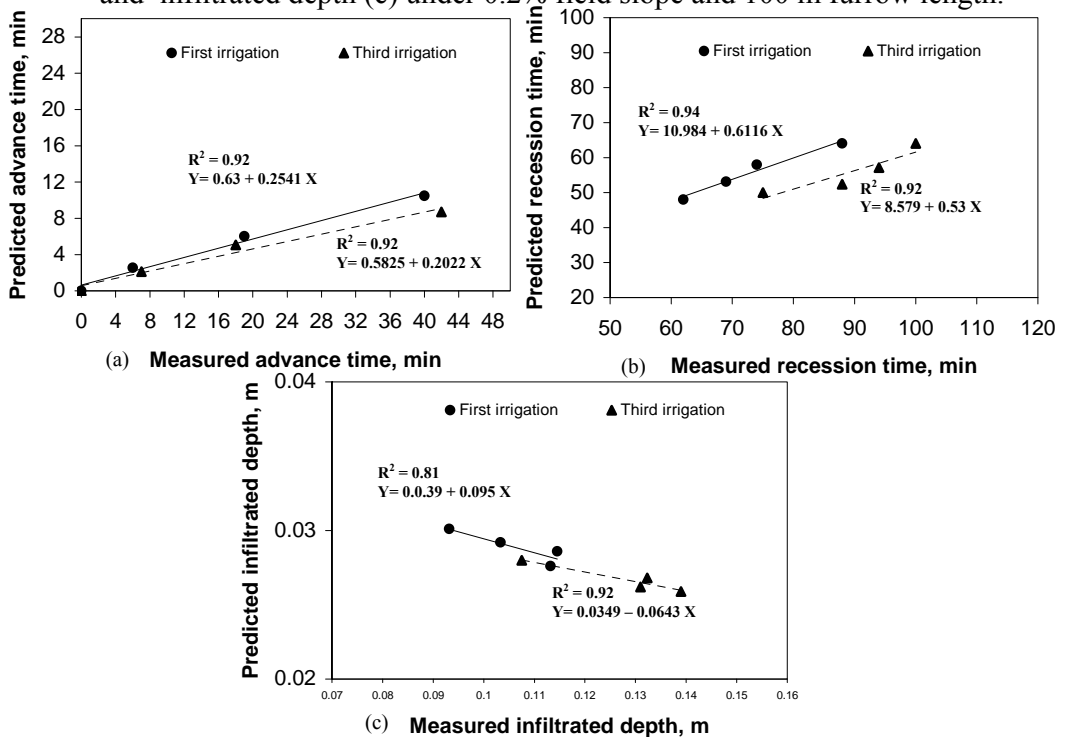 and infiltrated depth (c) under 0.2% field slope and 100 m furrow length.
Predicted advance time, min
28
24
20
16
12
8
4
0
First irrigation
Third irrigation
R² = 0.92
Y= 0.63 + 0.2541 X
R² = 0.92
Y= 0.5825 + 0.2022 X
0 4 8 12 16 20 24 28 32 36 40 44 48
(a) Measured advance time, min
Predicted recession time, min
100
90
80
70
60
50
40
30
20
First irrigation
Third irrigation
R² = 0.94
Y= 10.984 + 0.6116 X
R² = 0.92
Y= 8.579 + 0.53 X
50 60 70 80 90 100 110 120
(b) Measured recession time, min
Predicted infiltrated depth, m
0.04
0.03
0.02
First irrigation
Third irrigation
R² = 0.81
Y= 0.0.39 + 0.095 X
R² = 0.92
Y= 0.0349 – 0.0643 X
0.07 0.08 0.09 0.1 0.11 0.12 0.13 0.14 0.15 0.16
(c) Measured infiltrated depth, m